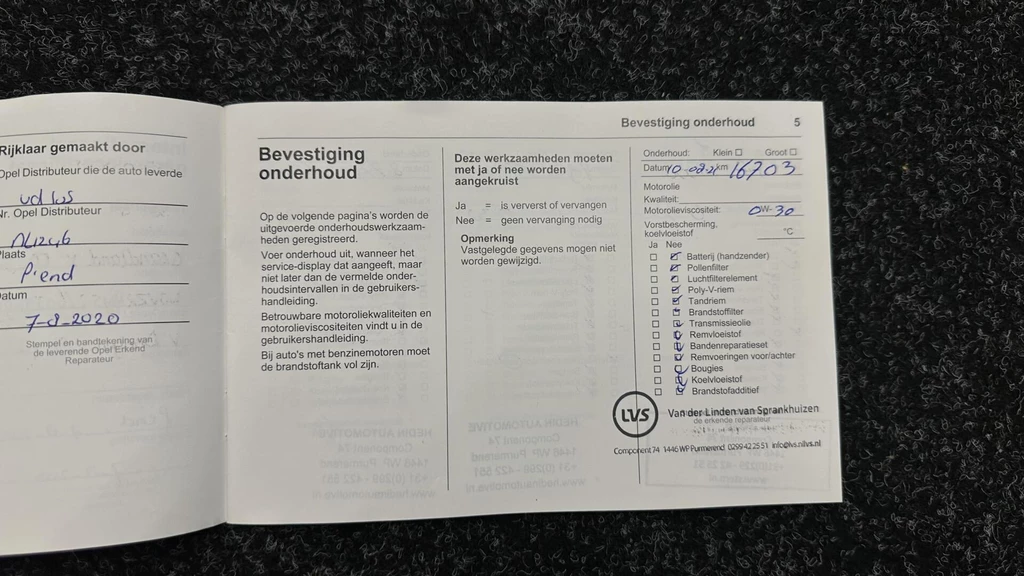 Rijklaar gemaakt door
Opel Distributeur die de auto leverde
Vd LVS
Nr. Opel Distributeur
NL1246
Plaats
P'end
Datum
7-8-2020
Stempel en handtekening van
de leverende Opel Erkend
Reparateur
Bevestiging onderhoud 5
Bevestiging
onderhoud
Op de volgende pagina's worden de
uitgevoerde onderhoudswerkzaam-
heden geregistreerd.
Voer onderhoud uit, wanneer het
service-display dat aangeeft, maar
niet later dan de vermelde onder-
houdsintervallen in de gebruikers-
handleiding.
Betrouwbare motoroliekwaliteiten en
motorolieviscositeiten vindt u in de
gebruikershandleiding.
Bij auto's met benzinemotoren moet
de brandstoftank vol zijn.
Deze werkzaamheden moeten
met ja of nee worden
aangekruist
Ja = is ververst of vervangen
Nee = geen vervanging nodig
Opmerking
Vastgelegde gegevens mogen niet
worden gewijzigd.
Onderhoud: Klein Groot
Datum 10-08-21 km 16703
Motorolie
Kwaliteit:
Motorolieviscositeit: 0W-30
Vorstbescherming,
koelvloeistof °C
Ja Nee
Batterij (handzender)
Pollenfilter
Luchtfilterelement
Poly-V-riem
Tandriem
Brandstoffilter
Transmissieolie
Remvloeistof
Bandenreparatieset
Remvoeringen voor/achter
Bougies
Koelvloeistof
Brandstofadditief
LVS Van der Linden van Sprankhuizen
de erkende reparateur
Component 74 1446 WP Purmerend 0299 42 25 51 info@lvs.nl lvs.nl